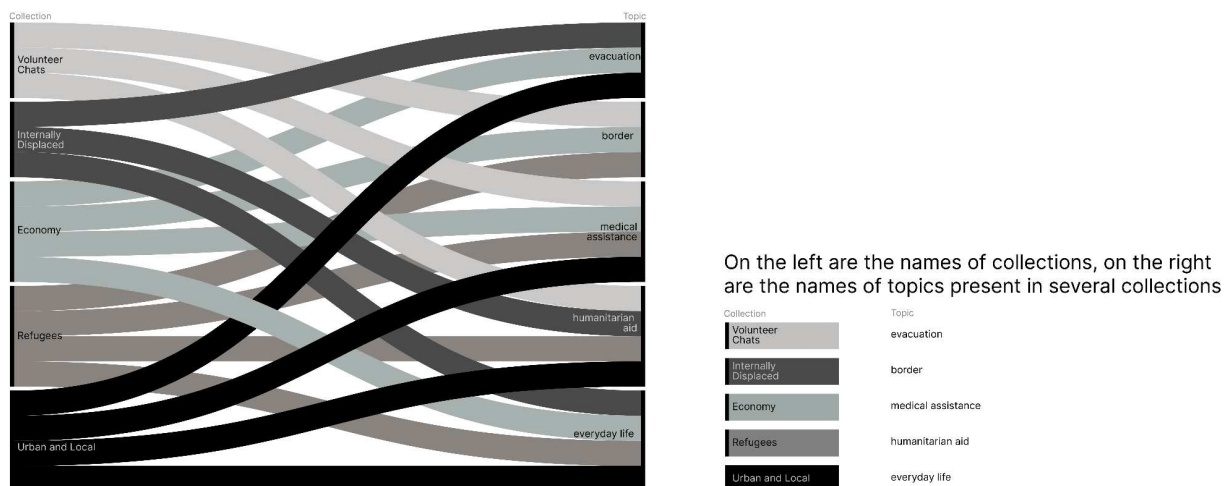 Collection
Topic
Volunteer
Chats
Internally
Displaced
Economy
Refugees
Urban and Local
evacuation
border
medical
assistance
humanitarian
aid
everyday life
On the left are the names of collections, on the right
are the names of topics present in several collections
Collection
Topic
Volunteer
Chats
evacuation
Internally
Displaced
border
Economy
medical assistance
Refugees
humanitarian aid
Urban and Local
everyday life